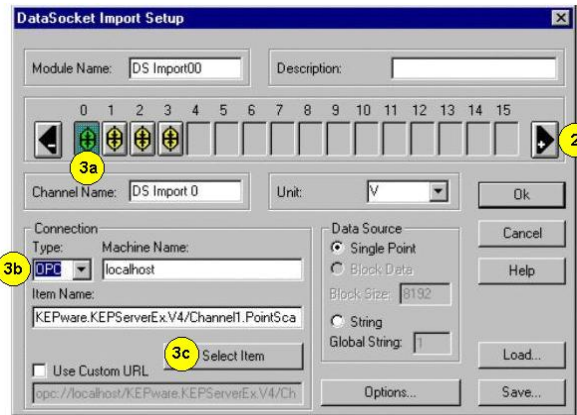 DataSocket Import Setup
Module Name: DS Import00 Description:
0 1 2 3 4 5 6 7 8 9 10 11 12 13 14 15
2
3a
Channel Name: DS Import 0 Unit: V Ok
Connection Data Source Cancel
Type: Machine Name: Single Point
3b OPC localhost Block Data Help
Item Name: Block Size: 8192
KEPware.KEPServerEx.V4/Channel1.PointSca String
3c Select Item Global String: 1 Load...
Use Custom URL
opc://localhost/KEPware.KEPServerEx.V4/Ch Options... Save...